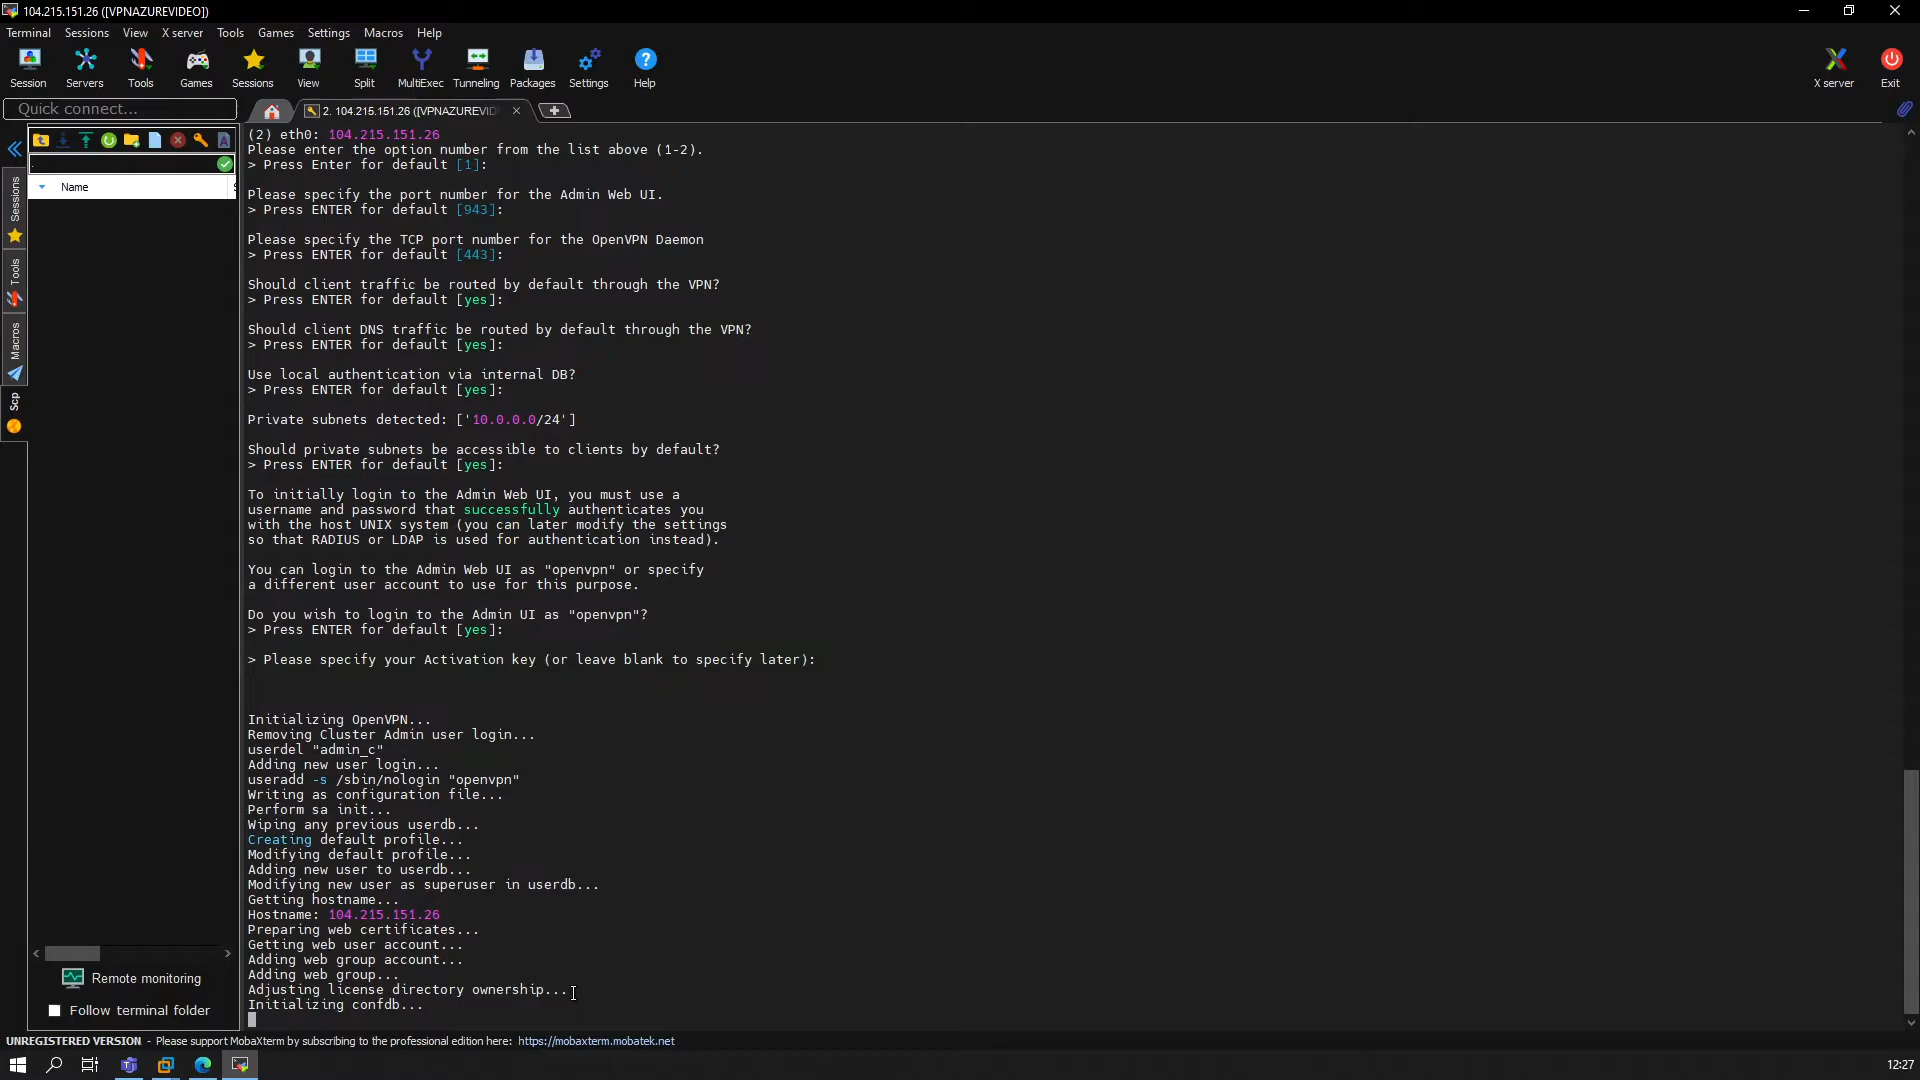 104.215.151.26 ([VPNAZUREVIDEO])
Terminal Sessions View X server Tools Games Settings Macros Help
Session Servers Tools Games Sessions View Split MultiExec Tunneling Packages Settings Help X server Exit
Quick connect...
2. 104.215.151.26 ([VPNAZUREVID
Name
Sessions
Tools
Macros
Scp
(2) eth0: 104.215.151.26
Please enter the option number from the list above (1-2).
> Press Enter for default [1]:
Please specify the port number for the Admin Web UI.
> Press ENTER for default [943]:
Please specify the TCP port number for the OpenVPN Daemon
> Press ENTER for default [443]:
Should client traffic be routed by default through the VPN?
> Press ENTER for default [yes]:
Should client DNS traffic be routed by default through the VPN?
> Press ENTER for default [yes]:
Use local authentication via internal DB?
> Press ENTER for default [yes]:
Private subnets detected: ['10.0.0.0/24']
Should private subnets be accessible to clients by default?
> Press ENTER for default [yes]:
To initially login to the Admin Web UI, you must use a
username and password that successfully authenticates you
with the host UNIX system (you can later modify the settings
so that RADIUS or LDAP is used for authentication instead).
You can login to the Admin Web UI as "openvpn" or specify
a different user account to use for this purpose.
Do you wish to login to the Admin UI as "openvpn"?
> Press ENTER for default [yes]:
> Please specify your Activation key (or leave blank to specify later):
Initializing OpenVPN...
Removing Cluster Admin user login...
userdel "admin_c"
Adding new user login...
useradd -s /sbin/nologin "openvpn"
Writing as configuration file...
Perform sa init...
Wiping any previous userdb...
Creating default profile...
Modifying default profile...
Adding new user to userdb...
Modifying new user as superuser in userdb...
Getting hostname...
Hostname: 104.215.151.26
Preparing web certificates...
Getting web user account...
Adding web group account...
Adding web group...
Adjusting license directory ownership...
Initializing confdb...
Remote monitoring
Follow terminal folder
UNREGISTERED VERSION - Please support MobaXterm by subscribing to the professional edition here: https://mobaxterm.mobatek.net
12:27